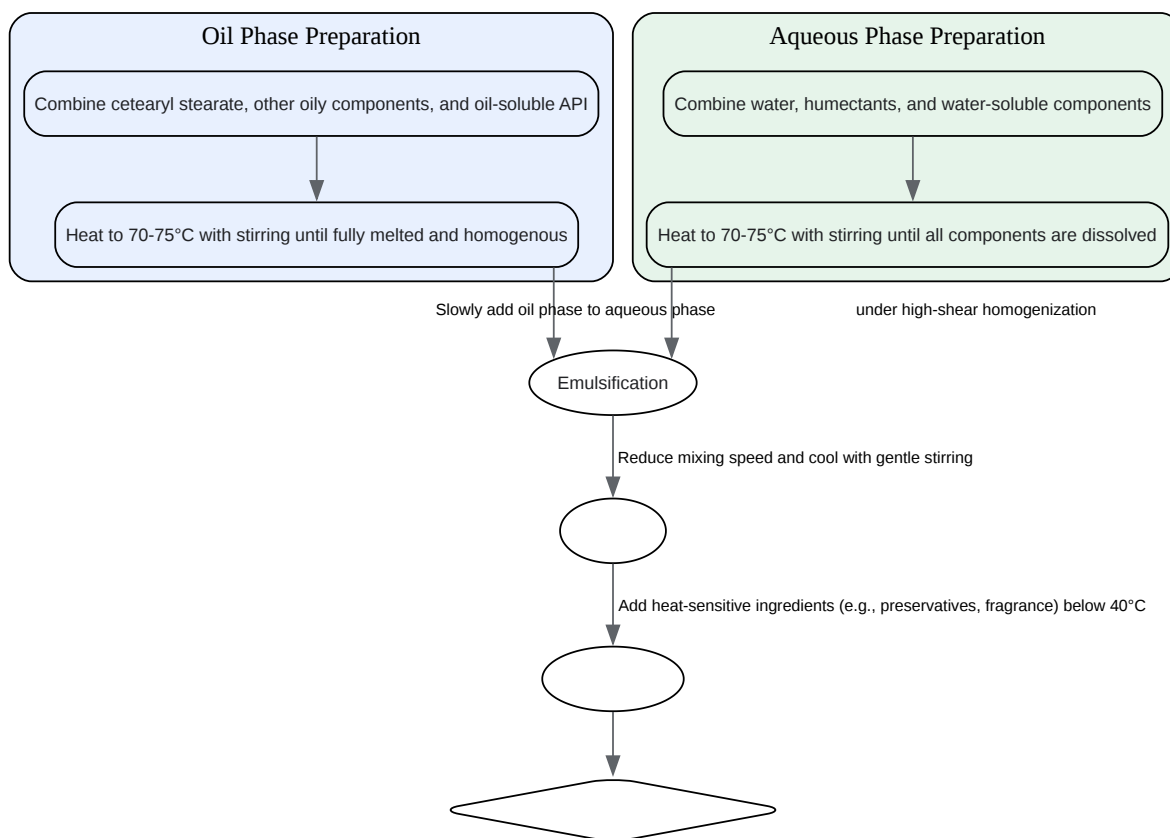 Oil Phase Preparation
Combine cetearyl stearate, other oily components, and oil-soluble API
Heat to 70-75°C with stirring until fully melted and homogenous
Aqueous Phase Preparation
Combine water, humectants, and water-soluble components
Heat to 70-75°C with stirring until all components are dissolved
Slowly add oil phase to aqueous phase
under high-shear homogenization
Emulsification
Reduce mixing speed and cool with gentle stirring
Add heat-sensitive ingredients (e.g., preservatives, fragrance) below 40°C